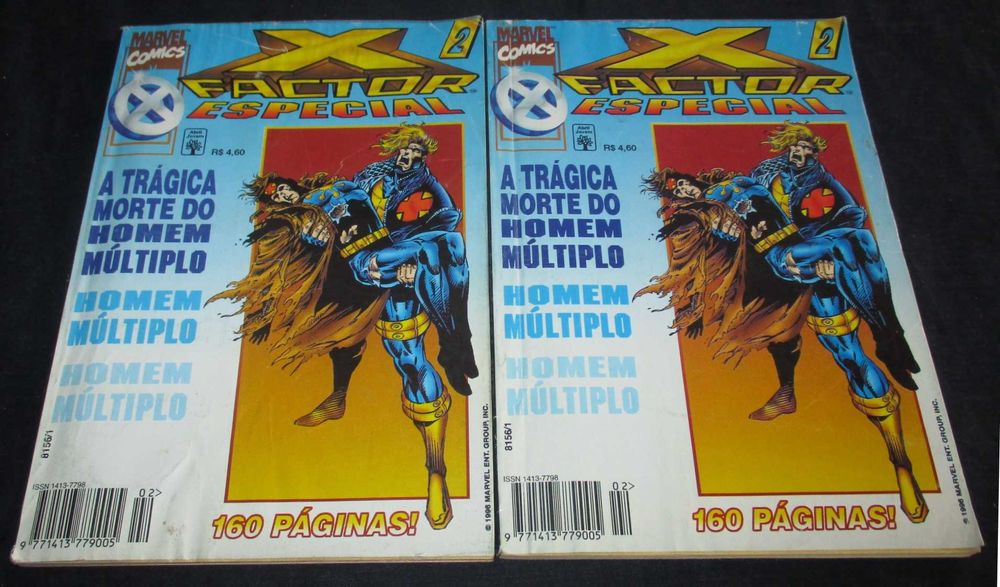 MARVEL
COMICS
X
FACTOR
ESPECIAL
2
Abril
Jovem
R$ 4,60
A TRÁGICA
MORTE DO
HOMEM
MÚLTIPLO
HOMEM
MÚLTIPLO
HOMEM
MÚLTIPLO
8156/1
ISSN 1413-7798
02>
9 771413 779005
160 PÁGINAS!
© 1996 MARVEL ENT. GROUP, INC.
MARVEL
COMICS
X
FACTOR
ESPECIAL
2
Abril
Jovem
R$ 4,60
A TRÁGICA
MORTE DO
HOMEM
MÚLTIPLO
HOMEM
MÚLTIPLO
HOMEM
MÚLTIPLO
8156/1
ISSN 1413-7798
02>
9 771413 779005
160 PÁGINAS!
© 1996 MARVEL ENT. GROUP, INC.